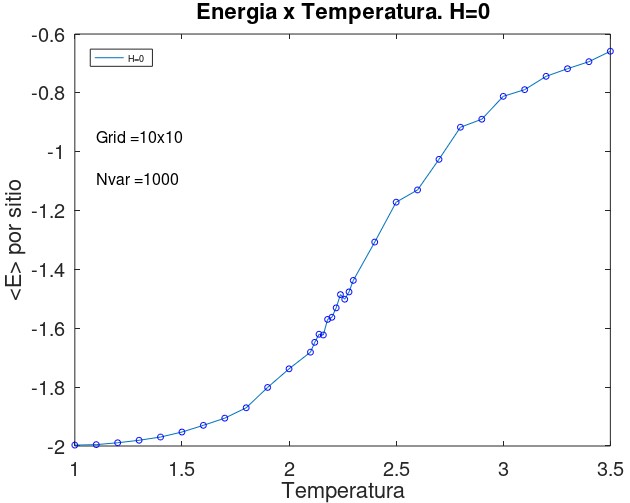 Energia x Temperatura. H=0
H=0
Grid =10x10
Nvar =1000
<E> por sitio
-0.6
-0.8
-1
-1.2
-1.4
-1.6
-1.8
-2
1 1.5 2 2.5 3 3.5
Temperatura